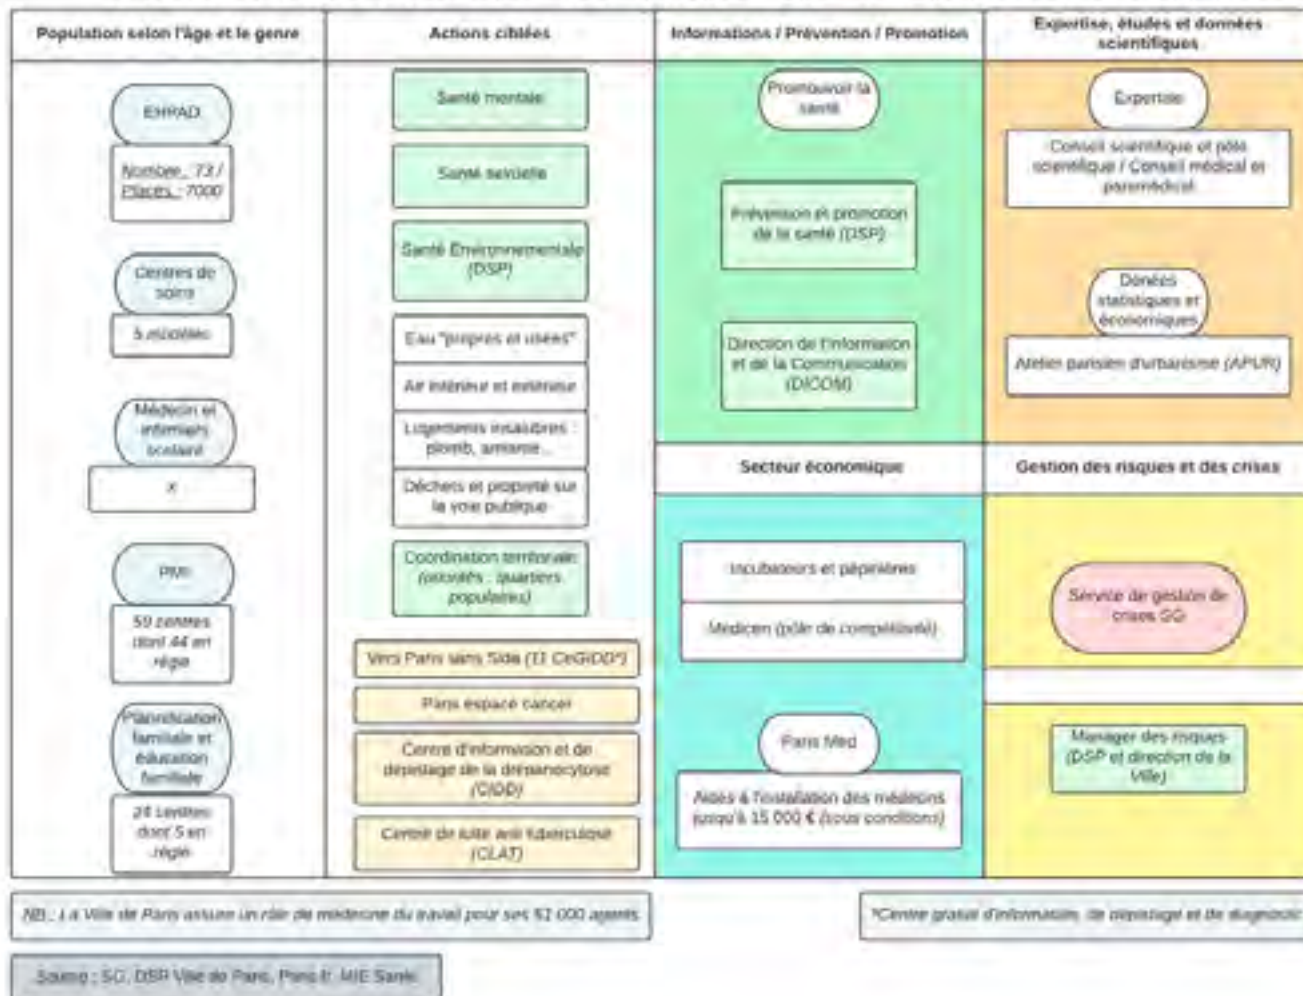 Population selon l'âge et le genre
EHPAD
Nombre : 73 /
Places : 7000
Centres de
soins
5 modèles
Médecin et
infirmiers
scolaire
x
PMI
59 centres
dont 44 en
régie
Planification
familiale et
éducation
familiale
24 centres
dont 5 en
régie
Actions ciblées
Santé mentale
Santé sexuelle
Santé Environnementale
(DSP)
Eau "propres et usées"
Air intérieur et extérieur
Logements insalubres :
plomb, amiante...
Déchets et propreté sur
la voie publique
Coordination territoriale
(priorités : quartiers
populaires)
Vers Paris sans Sida (11 CeGIDD*)
Paris espace cancer
Centre d'information et de
dépistage de la drépanocytose
(CIDD)
Centre de lutte anti tuberculose
(CLAT)
Informations / Prévention / Promotion
Promouvoir la
santé
Prévention et promotion
de la santé (DSP)
Direction de l'Information
et de la Communication
(DICOM)
Secteur économique
Incubateurs et pépinières
Medicen (pôle de compétitivité)
Paris Med
Aides à l'installation des médecins
jusqu'à 15 000 € (sous conditions)
Expertise, études et données
scientifiques
Expertise
Conseil scientifique et pôle
scientifique / Conseil médical et
paramédical
Donées
statistiques et
économiques
Atelier parisien d'urbanisme (APUR)
Gestion des risques et des crises
Service de gestion de
crises SG
Manager des risques
(DSP et direction de la
Ville)
NB : La Ville de Paris assure un rôle de médecine du travail pour ses 51 000 agents
*Centre gratuit d'information, de dépistage et de diagnostic
Source : SG, DSP Ville de Paris, Paris.fr, MIE Santé